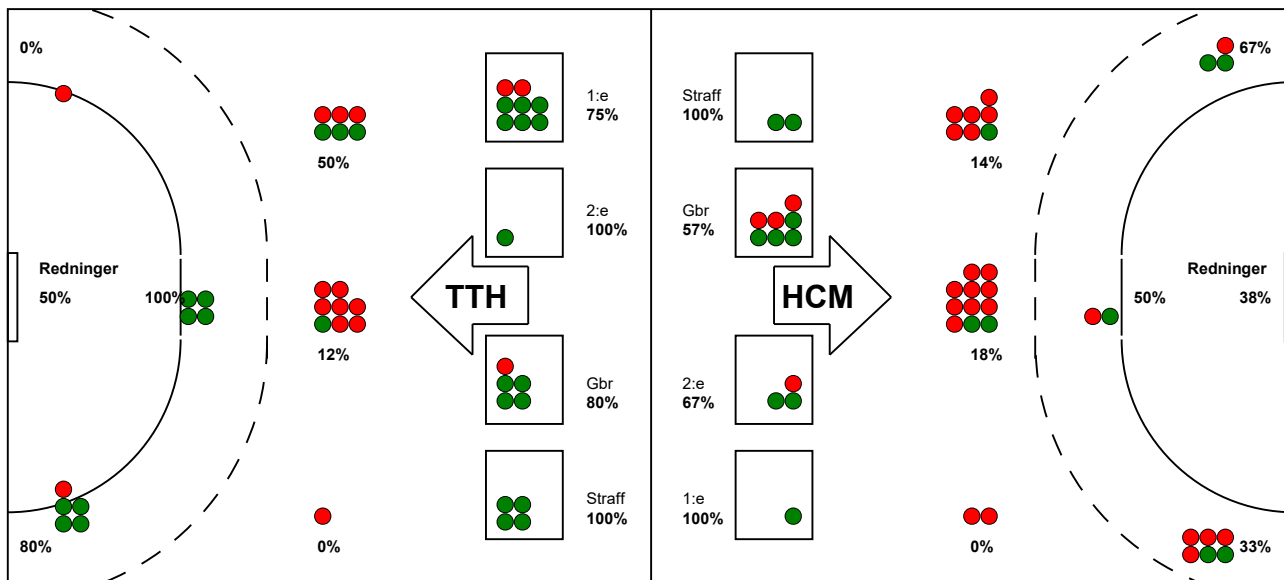 0%
50%
1:e
75%
2:e
100%
Redninger
50%
100%
TTH
12%
Gbr
80%
80%
0%
Straff
100%
Straff
100%
14%
67%
Gbr
57%
HCM
18%
50%
Redninger
38%
2:e
67%
1:e
100%
0%
33%